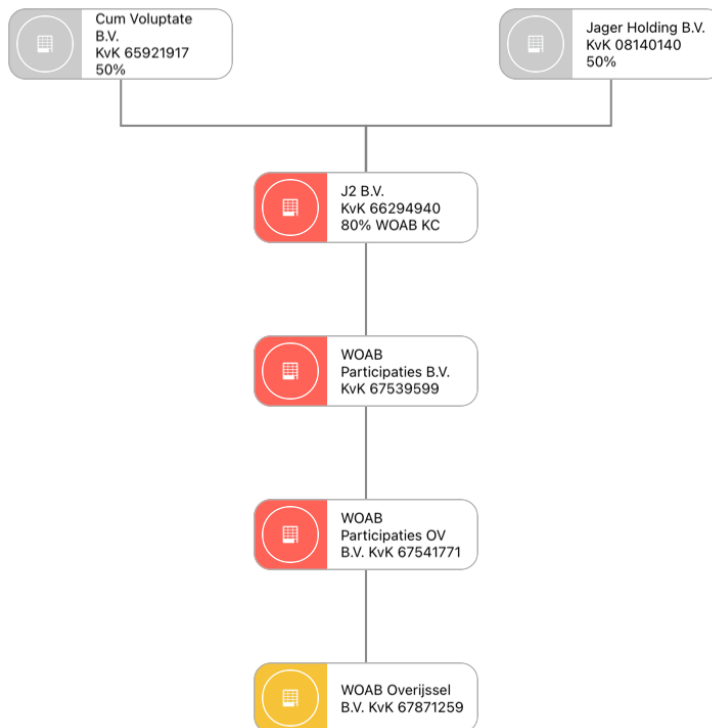 Cum Voluptate
B.V.
KvK 65921917
50%
Jager Holding B.V.
KvK 08140140
50%
J2 B.V.
KvK 66294940
80% WOAB KC
WOAB
Participaties B.V.
KvK 67539599
WOAB
Participaties OV
B.V. KvK 67541771
WOAB Overijssel
B.V. KvK 67871259